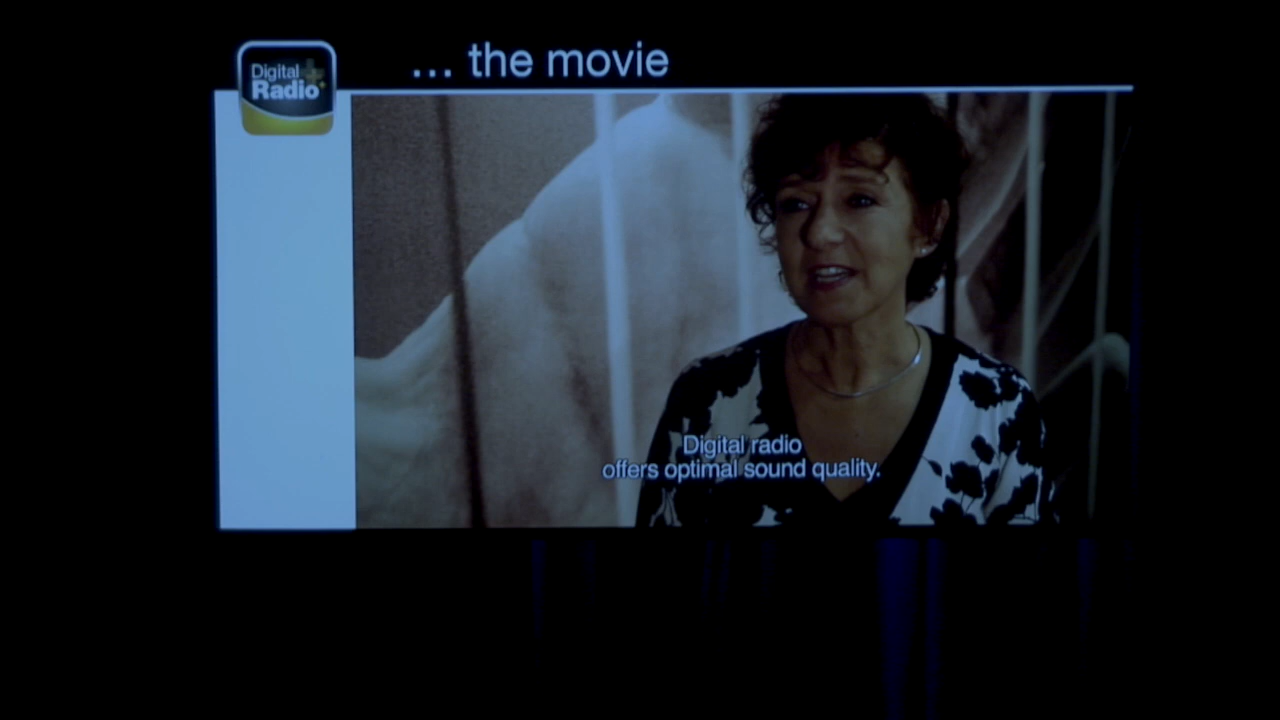 ... the movie
Digital
Radio+
Digital radio
offers optimal sound quality.